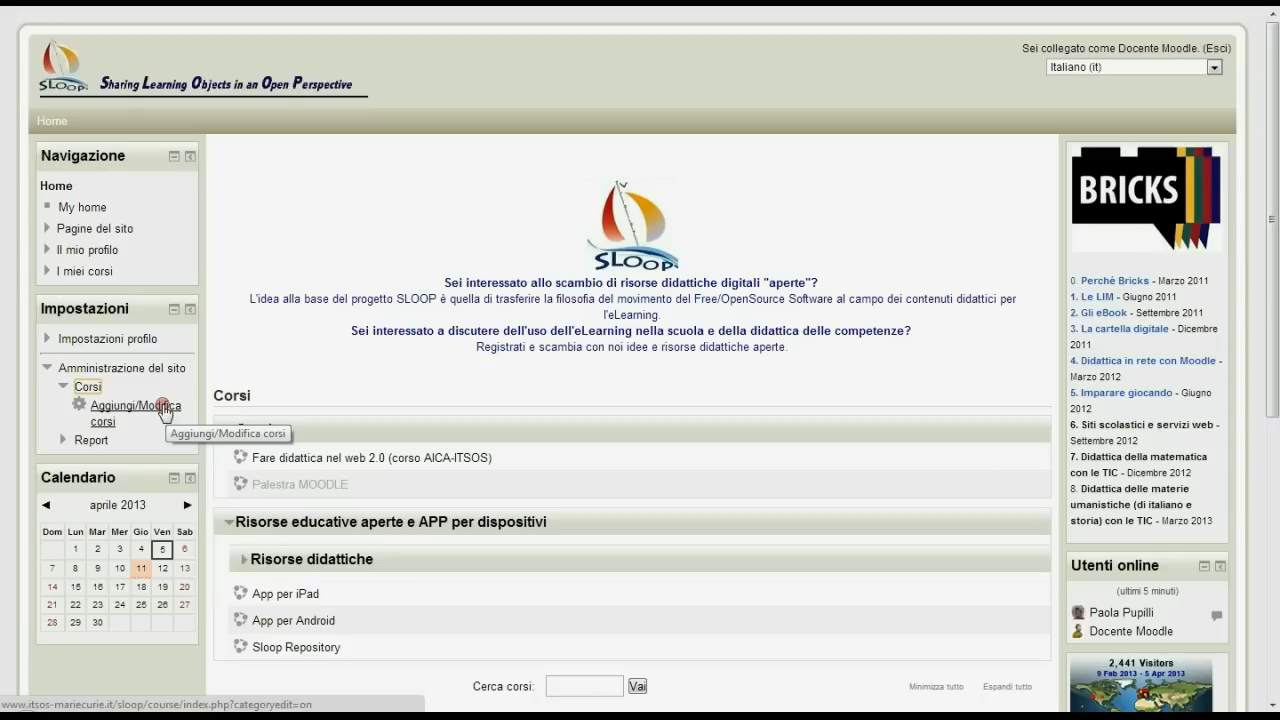 SLOOP
Sharing Learning Objects in an Open Perspective
Sei collegato come Docente Moodle. (Esci)
Italiano (it)
Home
Navigazione
Home
My home
Pagine del sito
Il mio profilo
I miei corsi
Impostazioni
Impostazioni profilo
Amministrazione del sito
Corsi
Aggiungi/Modifica
corsi
Aggiungi/Modifica corsi
Report
Calendario
◄ aprile 2013 ►
Dom Lun Mar Mer Gio Ven Sab
1 2 3 4 5 6
7 8 9 10 11 12 13
14 15 16 17 18 19 20
21 22 23 24 25 26 27
28 29 30
SLOOP
Sei interessato allo scambio di risorse didattiche digitali "aperte"?
L'idea alla base del progetto SLOOP è quella di trasferire la filosofia del movimento del Free/OpenSource Software al campo dei contenuti didattici per
l'eLearning.
Sei interessato a discutere dell'uso dell'eLearning nella scuola e della didattica delle competenze?
Registrati e scambia con noi idee e risorse didattiche aperte.
Corsi
Fare didattica nel web 2.0 (corso AICA-ITSOS)
Palestra MOODLE
Risorse educative aperte e APP per dispositivi
Risorse didattiche
App per iPad
App per Android
Sloop Repository
Cerca corsi:
Vai
Minimizza tutto
Espandi tutto
BRICKS
0. Perchè Bricks - Marzo 2011
1. Le LIM - Giugno 2011
2. Gli eBook - Settembre 2011
3. La cartella digitale - Dicembre
2011
4. Didattica in rete con Moodle -
Marzo 2012
5. Imparare giocando - Giugno
2012
6. Siti scolastici e servizi web -
Settembre 2012
7. Didattica della matematica
con le TIC - Dicembre 2012
8. Didattica delle materie
umanistiche (di italiano e
storia) con le TIC - Marzo 2013
Utenti online
(ultimi 5 minuti)
Paola Pupilli
Docente Moodle
2,441 Visitors
9 Feb 2013 - 5 Apr 2013
www.itsos-mariecurie.it/sloop/course/index.php?categoryedit=on